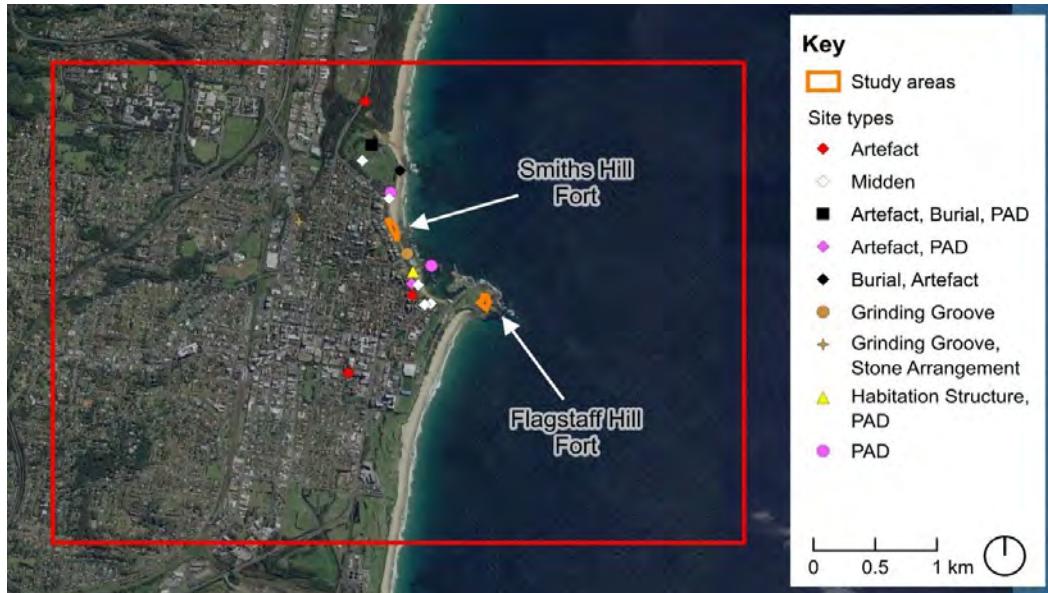 Smiths Hill
Fort
Flagstaff Hill
Fort
Key
Study areas
Site types
Artefact
Midden
Artefact, Burial, PAD
Artefact, PAD
Burial, Artefact
Grinding Groove
Grinding Groove,
Stone Arrangement
Habitation Structure,
PAD
PAD
0 0.5 1 km